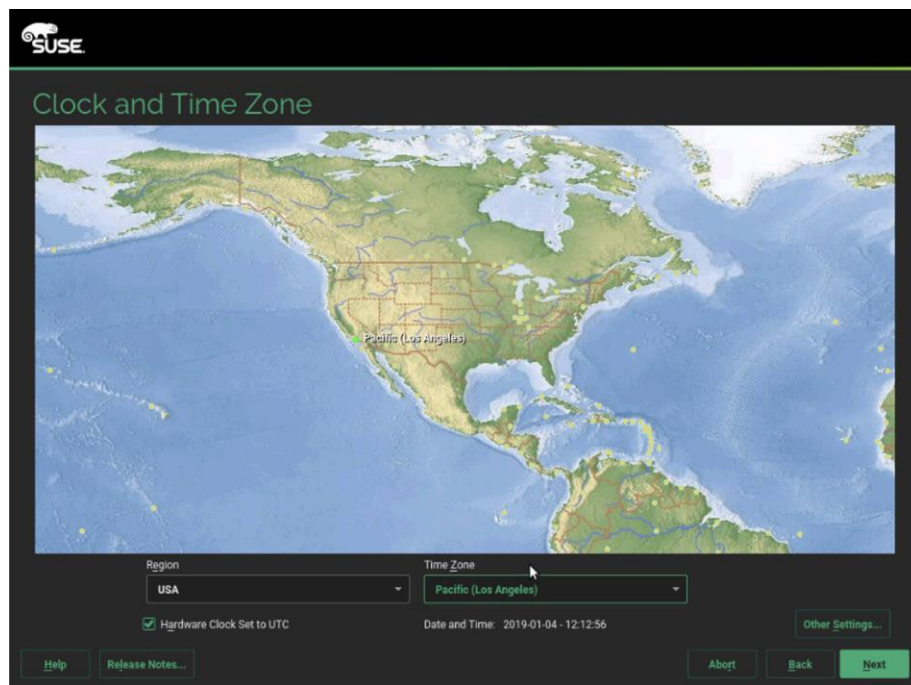 SUSE.
Clock and Time Zone
Pacific (Los Angeles)
Region
Time Zone
USA
Pacific (Los Angeles)
Hardware Clock Set to UTC
Date and Time: 2019-01-04 - 12:12:56
Other Settings...
Help
Release Notes...
Abort
Back
Next